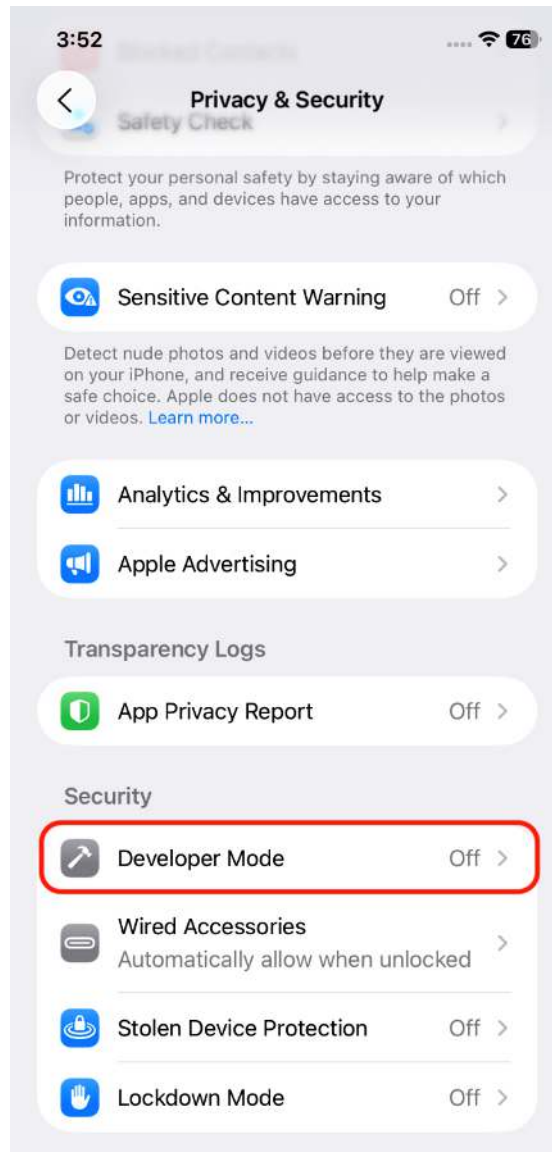 3:52
76
Blocked Contacts
Privacy & Security
Safety Check
Protect your personal safety by staying aware of which
people, apps, and devices have access to your
information.
Sensitive Content Warning Off
Detect nude photos and videos before they are viewed
on your iPhone, and receive guidance to help make a
safe choice. Apple does not have access to the photos
or videos. Learn more...
Analytics & Improvements
Apple Advertising
Transparency Logs
App Privacy Report Off
Security
Developer Mode Off
Wired Accessories
Automatically allow when unlocked
Stolen Device Protection Off
Lockdown Mode Off